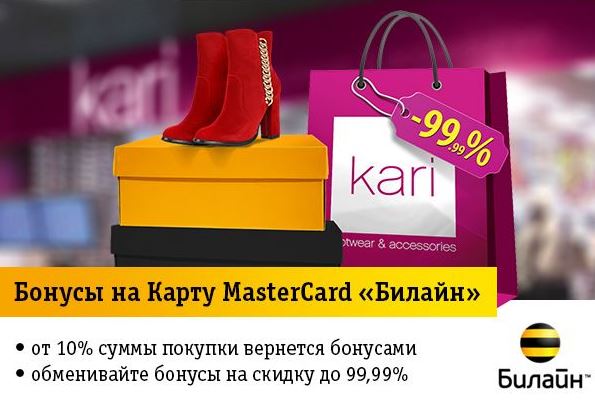 kari
-99.99%
kari
footwear & accessories
Бонусы на Карту MasterCard «Билайн»
• от 10% суммы покупки вернется бонусами
• обменивайте бонусы на скидку до 99,99%
Билайн™